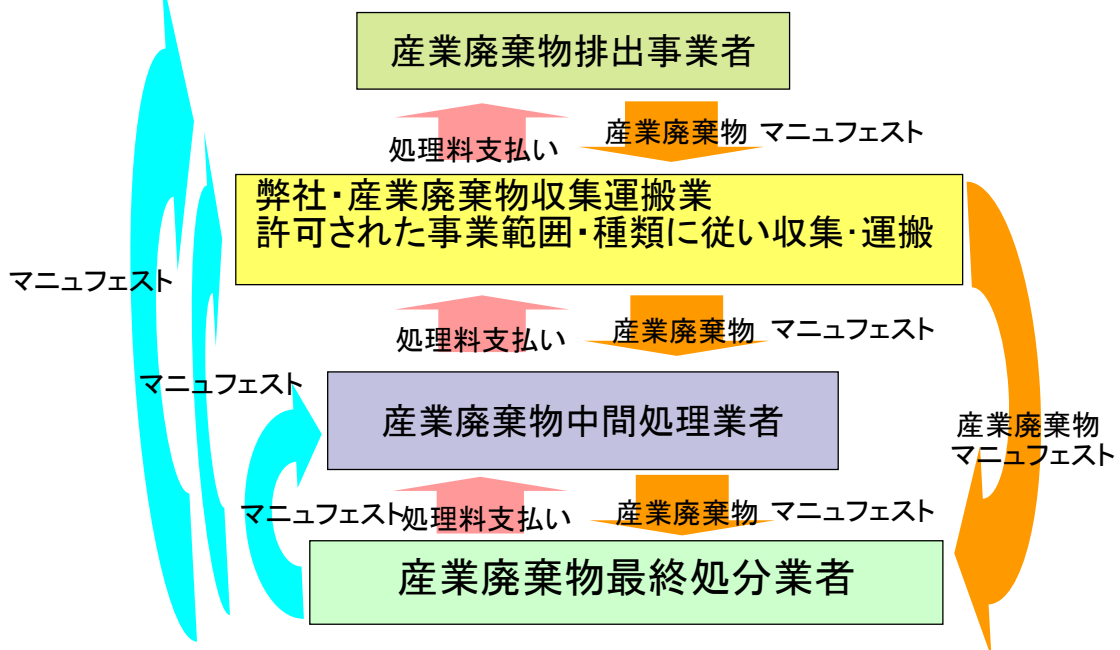 産業廃棄物排出事業者
処理料支払い
産業廃棄物 マニュフェスト
弊社・産業廃棄物収集運搬業
許可された事業範囲・種類に従い収集・運搬
マニュフェスト
処理料支払い
産業廃棄物 マニュフェスト
マニュフェスト
産業廃棄物中間処理業者
産業廃棄物
マニュフェスト
マニュフェスト
処理料支払い
産業廃棄物 マニュフェスト
産業廃棄物最終処分業者